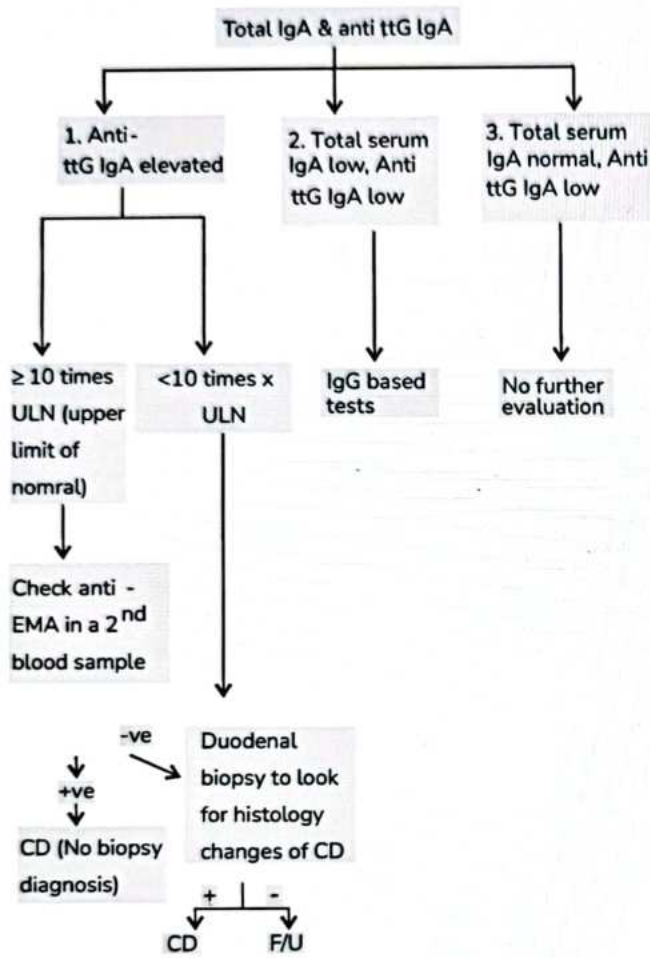 Total IgA & anti ttG IgA
1. Anti-
ttG IgA elevated
2. Total serum
IgA low, Anti
ttG IgA low
3. Total serum
IgA normal, Anti
ttG IgA low
≥ 10 times
ULN (upper
limit of
nomral)
<10 times x
ULN
IgG based
tests
No further
evaluation
Check anti -
EMA in a 2nd
blood sample
-ve
+ve
CD (No biopsy
diagnosis)
Duodenal
biopsy to look
for histology
changes of CD
+ -
CD F/U